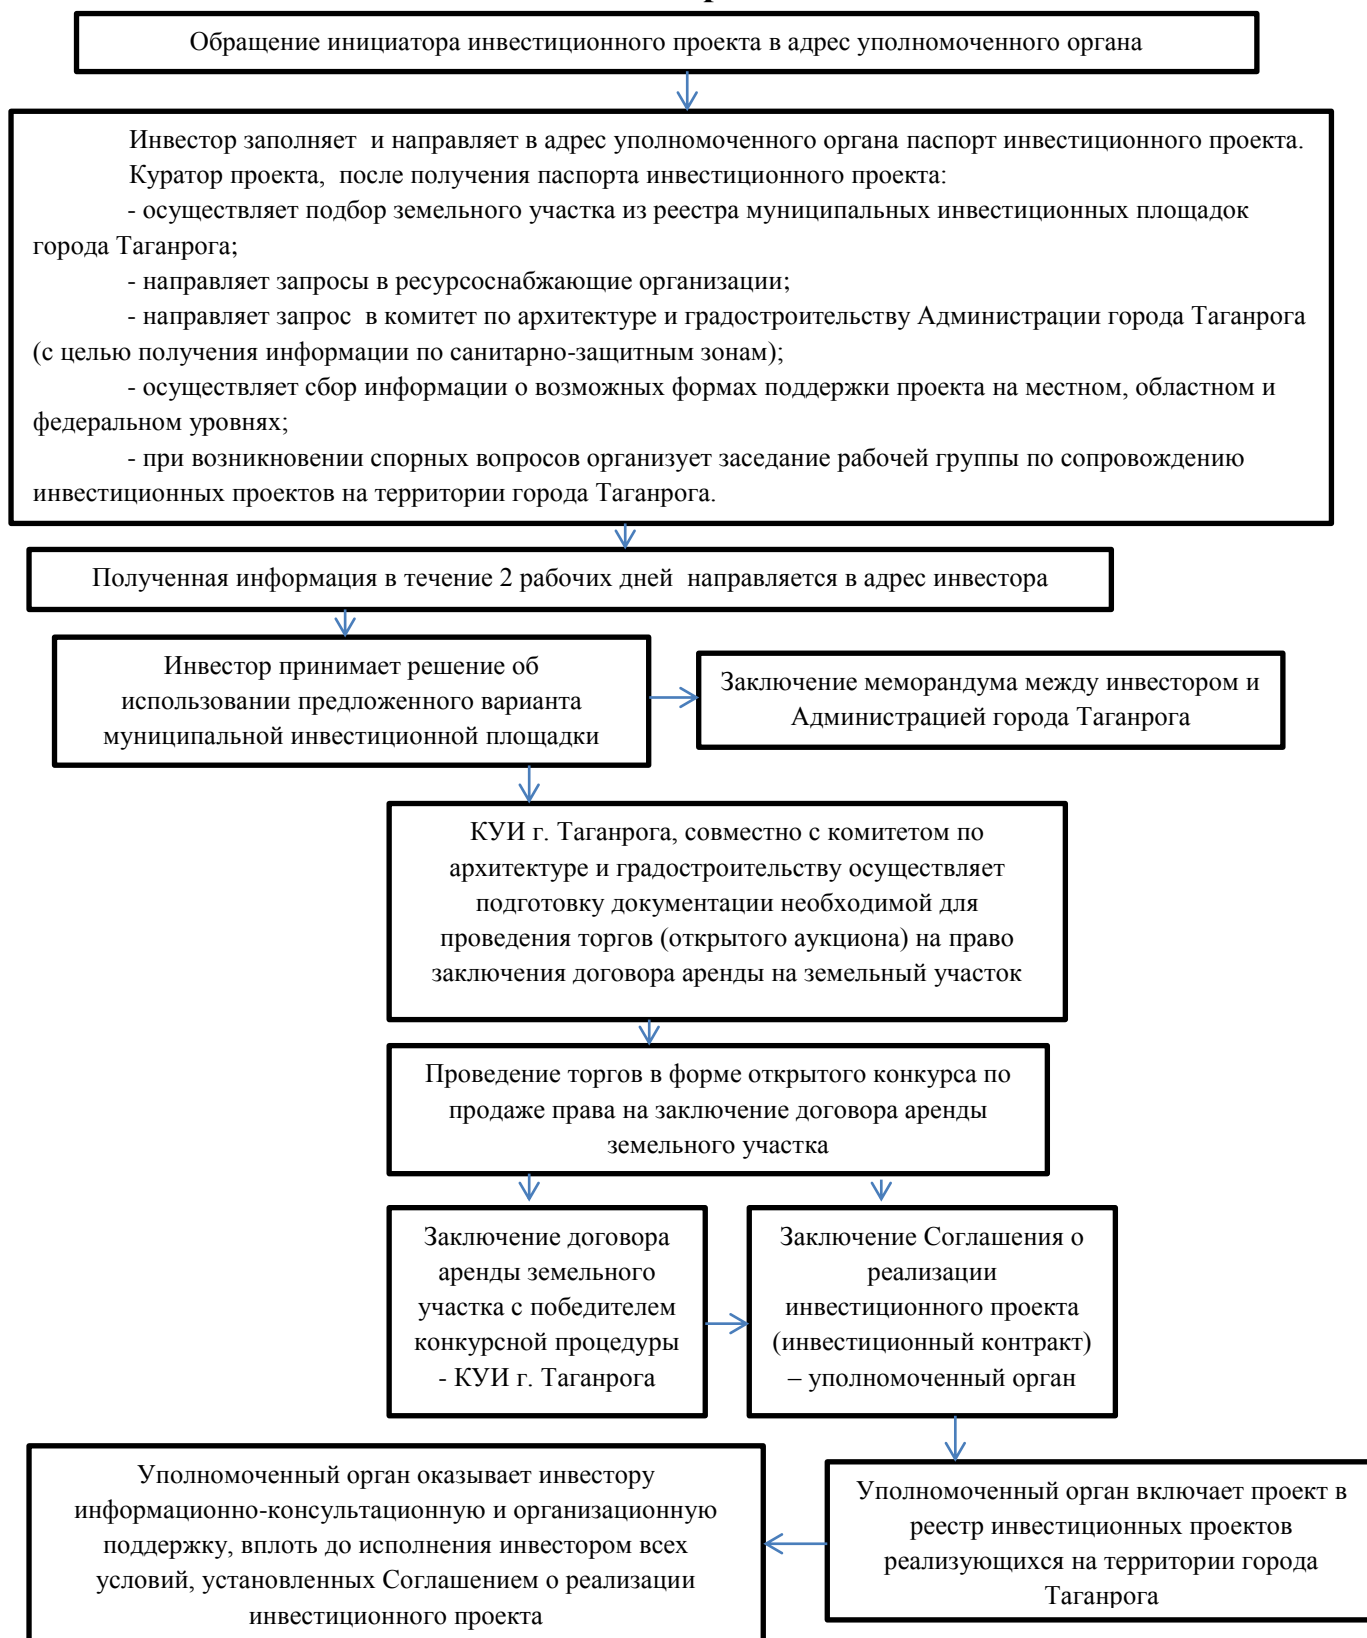 Обращение инициатора инвестиционного проекта в адрес уполномоченного органа
Инвестор заполняет и направляет в адрес уполномоченного органа паспорт инвестиционного проекта.
Куратор проекта, после получения паспорта инвестиционного проекта:
- осуществляет подбор земельного участка из реестра муниципальных инвестиционных площадок
города Таганрога;
- направляет запросы в ресурсоснабжающие организации;
- направляет запрос в комитет по архитектуре и градостроительству Администрации города Таганрога
(с целью получения информации по санитарно-защитным зонам);
- осуществляет сбор информации о возможных формах поддержки проекта на местном, областном и
федеральном уровнях;
- при возникновении спорных вопросов организует заседание рабочей группы по сопровождению
инвестиционных проектов на территории города Таганрога.
Полученная информация в течение 2 рабочих дней направляется в адрес инвестора
Инвестор принимает решение об
использовании предложенного варианта
муниципальной инвестиционной площадки
Заключение меморандума между инвестором и
Администрацией города Таганрога
КУИ г. Таганрога, совместно с комитетом по
архитектуре и градостроительству осуществляет
подготовку документации необходимой для
проведения торгов (открытого аукциона) на право
заключения договора аренды на земельный участок
Проведение торгов в форме открытого конкурса по
продаже права на заключение договора аренды
земельного участка
Заключение договора
аренды земельного
участка с победителем
конкурсной процедуры
- КУИ г. Таганрога
Заключение Соглашения о
реализации
инвестиционного проекта
(инвестиционный контракт)
– уполномоченный орган
Уполномоченный орган оказывает инвестору
информационно-консультационную и организационную
поддержку, вплоть до исполнения инвестором всех
условий, установленных Соглашением о реализации
инвестиционного проекта
Уполномоченный орган включает проект в
реестр инвестиционных проектов
реализующихся на территории города
Таганрога